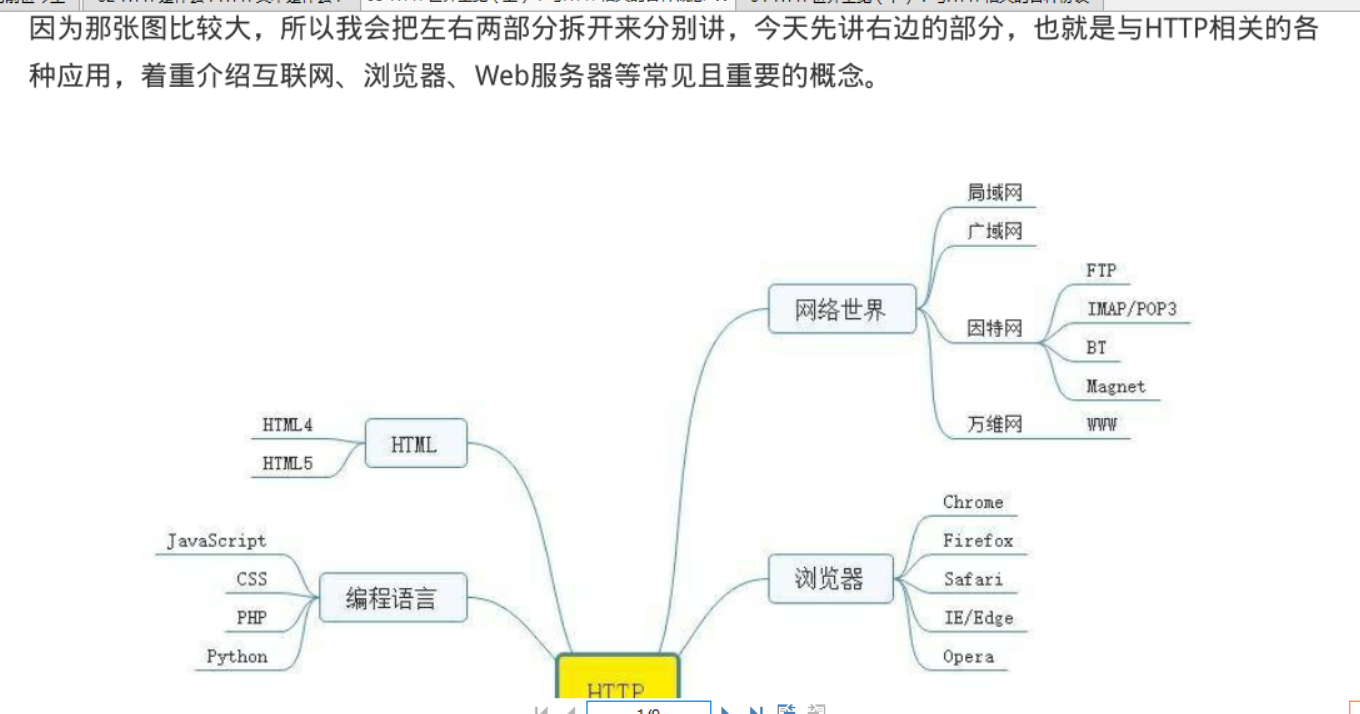 因为那张图比较大，所以我会把左右两部分拆开来分别讲，今天先讲右边的部分，也就是与HTTP相关的各
种应用，着重介绍互联网、浏览器、Web服务器等常见且重要的概念。
局域网
广域网
网络世界
因特网
FTP
IMAP/POP3
BT
Magnet
万维网
WWW
HTML4
HTML5
HTML
JavaScript
CSS
PHP
Python
编程语言
浏览器
Chrome
Firefox
Safari
IE/Edge
Opera
HTTP